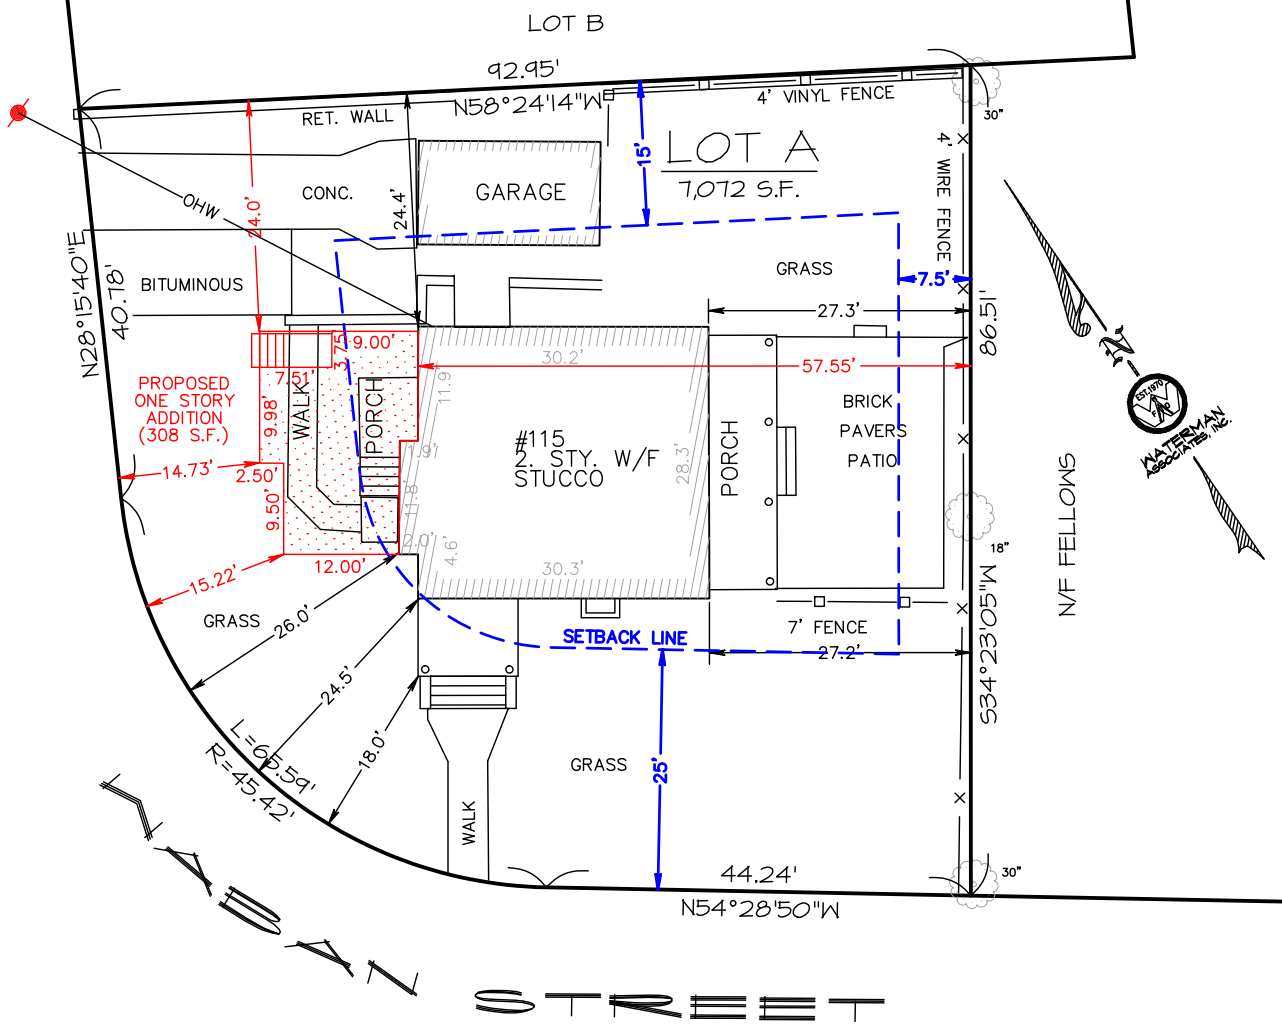 LOT B
92.95'
N58°24'14"W
RET. WALL
4' VINYL FENCE
30"
LOT A
7,072 S.F.
15'
4' WIRE FENCE
CONC.
GARAGE
OHW
24.0'
24.4'
N28°15'40"E
40.78'
BITUMINOUS
GRASS
7.5'
27.3'
86.51'
9.00'
3.75'
7.51'
30.2'
57.55'
11.9'
PROPOSED
ONE STORY
ADDITION
(308 S.F.)
9.98'
WALK
PORCH
#115
2. STY. W/F
STUCCO
28.3'
PORCH
BRICK
PAVERS
PATIO
EST.1970
WATERMAN
ASSOCIATES, INC.
N
14.73'
2.50'
9.50'
1.9'
11.8'
2.0'
4.6'
30.3'
12.00'
15.22'
18"
N/F FELLOWS
S34°23'05"W
GRASS
26.0'
SETBACK LINE
7' FENCE
27.2'
24.5'
18.0'
L=65.59'
R=45.42'
GRASS
25'
WALK
44.24'
N54°28'50"W
30"
STREET